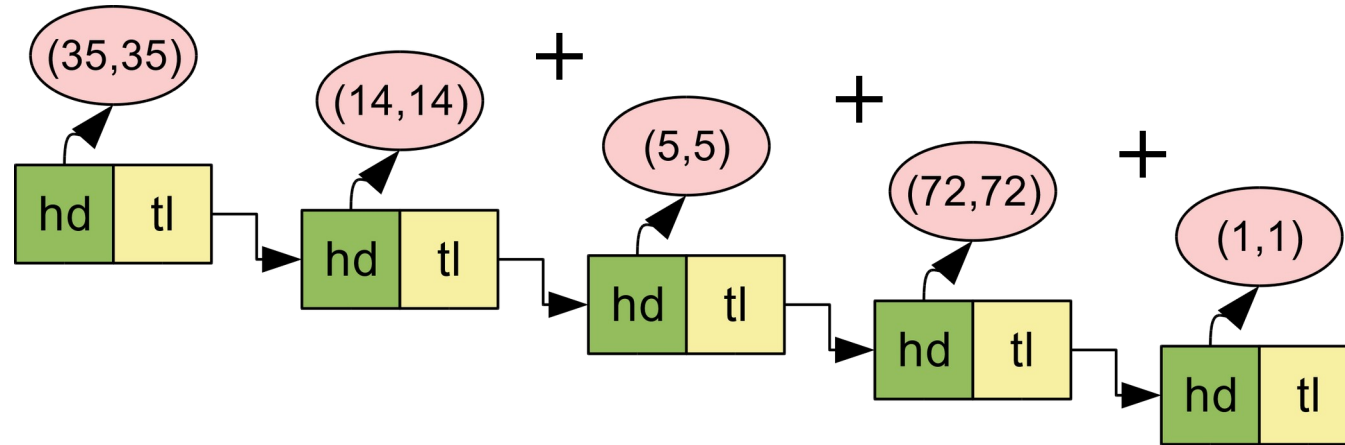 (35,35)
hd tl
(14,14)
hd tl
+
(5,5)
hd tl
+
(72,72)
hd tl
+
(1,1)
hd tl